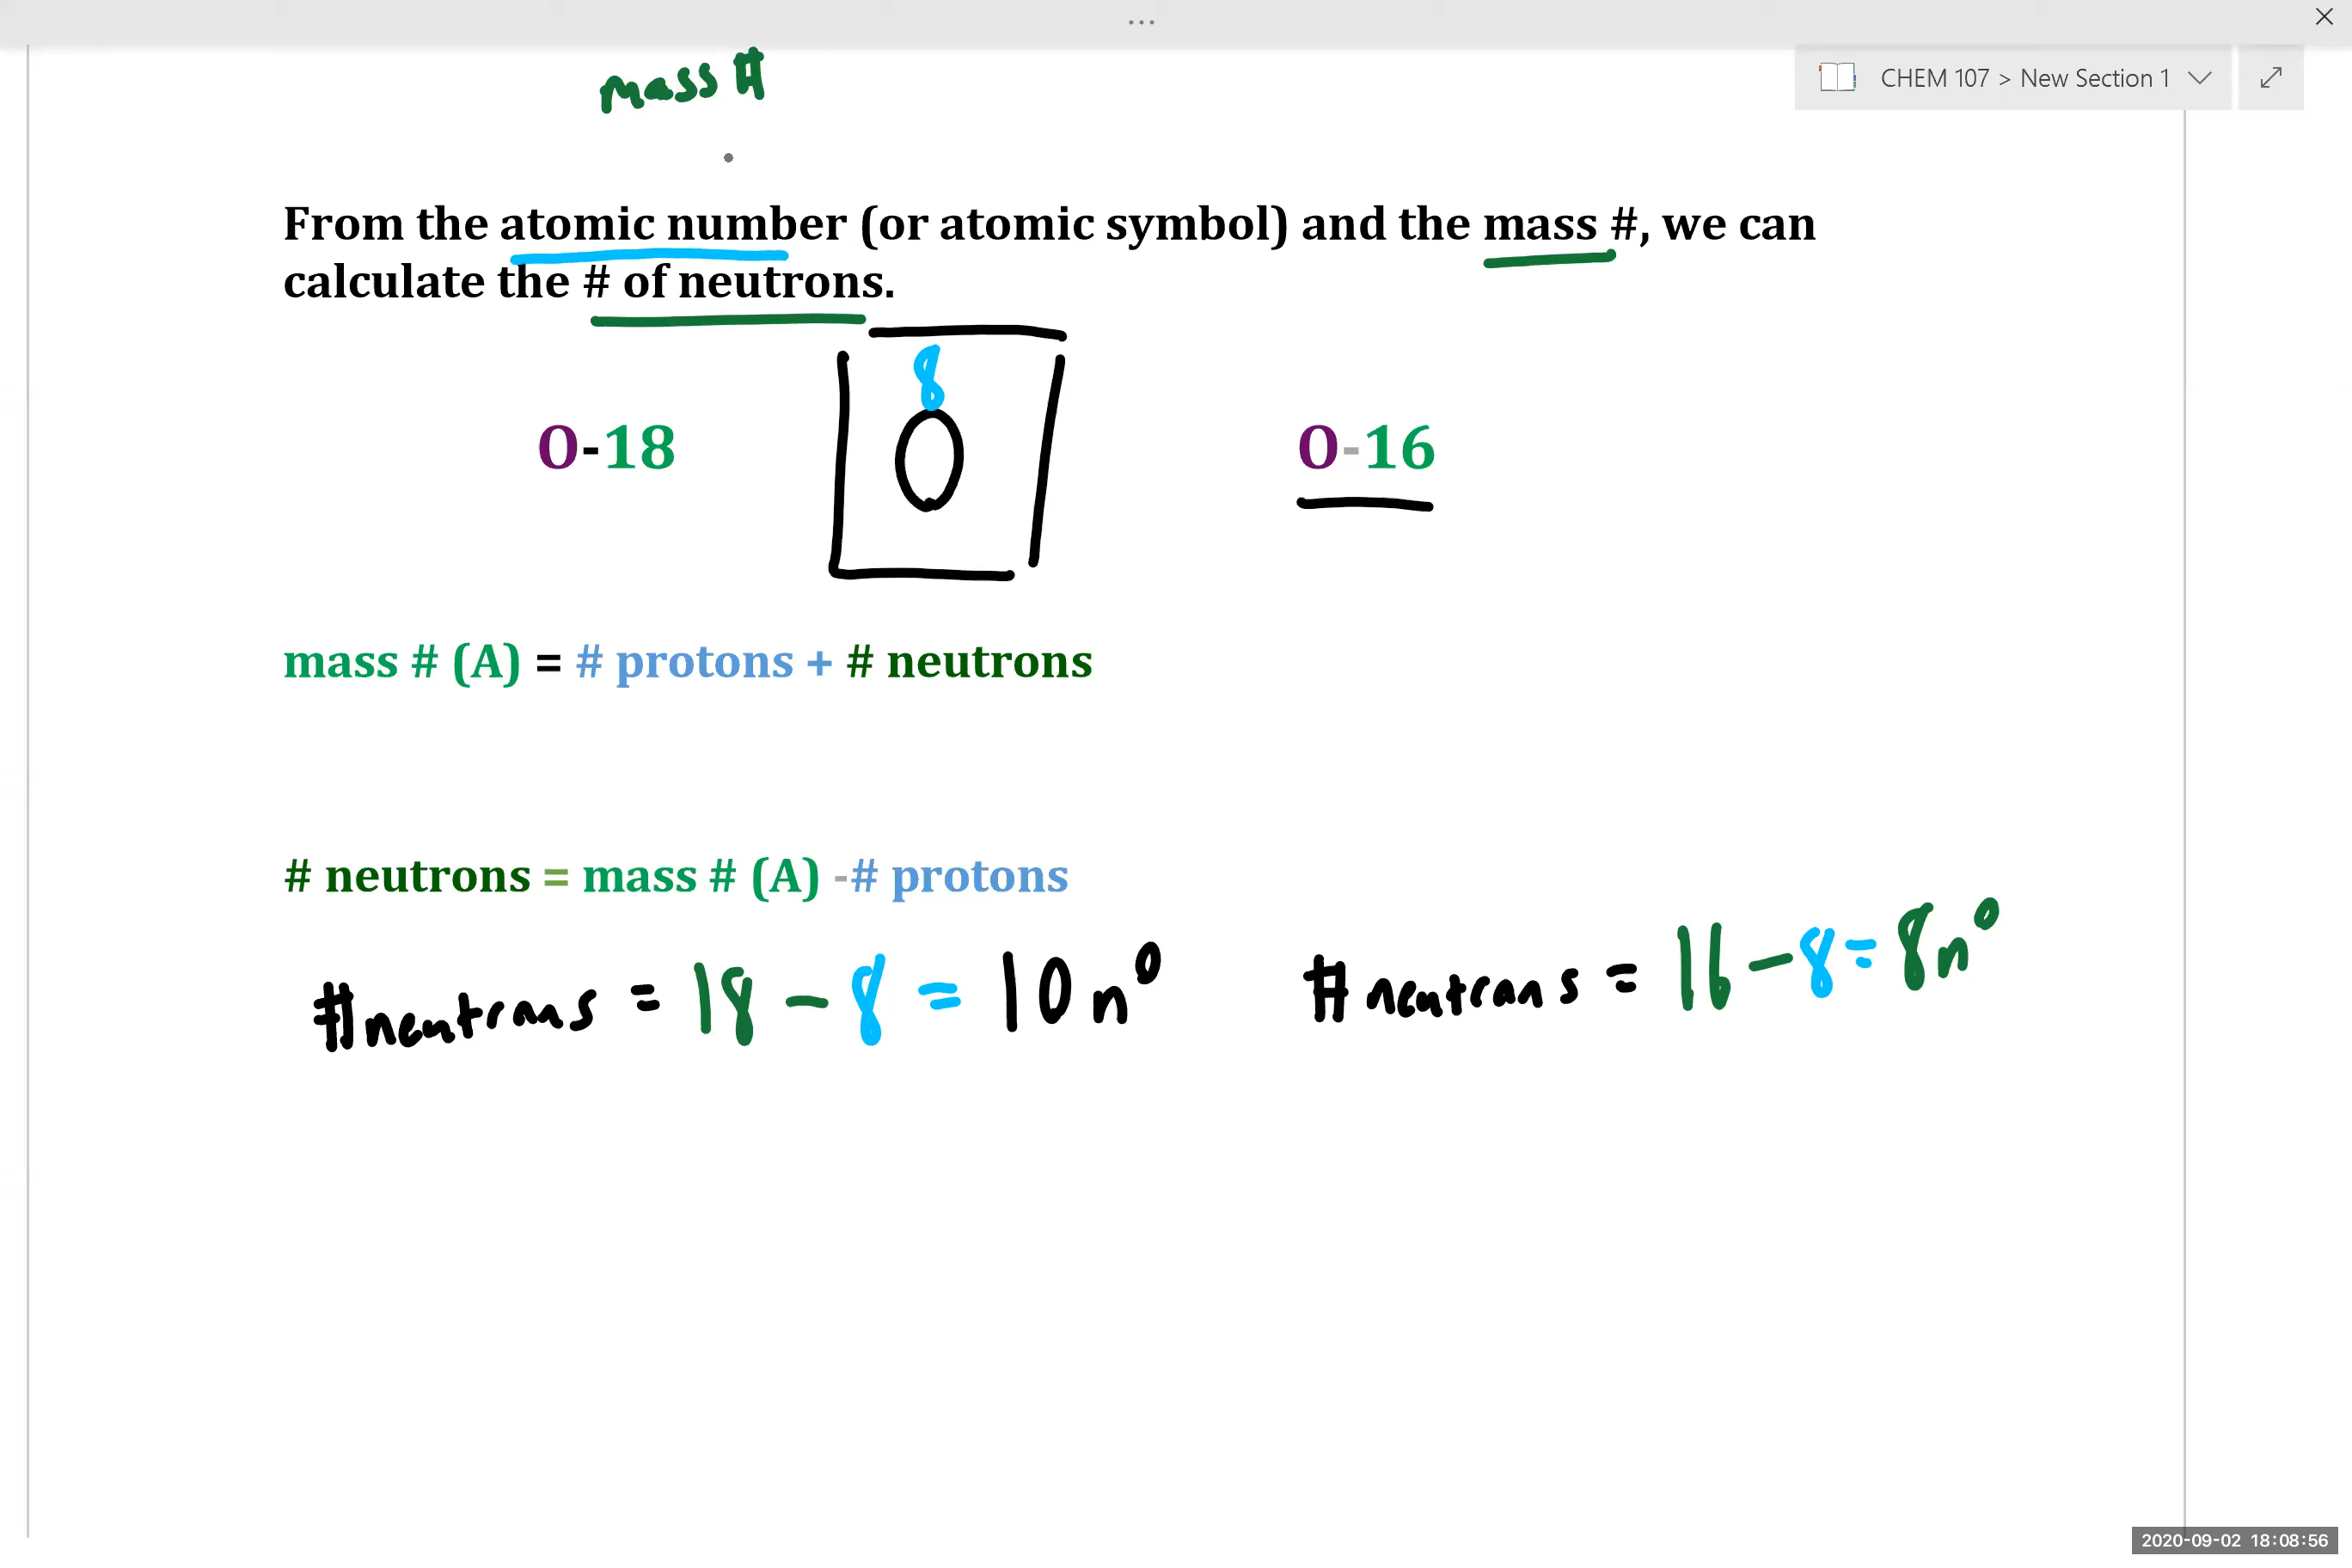 ...
CHEM 107 > New Section 1
mass #
From the atomic number (or atomic symbol) and the mass #, we can
calculate the # of neutrons.
8
O-18 O O-16
mass # (A) = # protons + # neutrons
# neutrons = mass # (A) -# protons
#neutrons = 18 - 8 = 10 n⁰ #neutrons = 16 - 8 = 8n⁰
2020-09-02 18:08:56